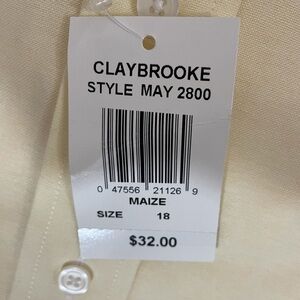 CLAYBROOKE
STYLE MAY 2800
0 47556 21126 9
MAIZE
SIZE 18
$32.00